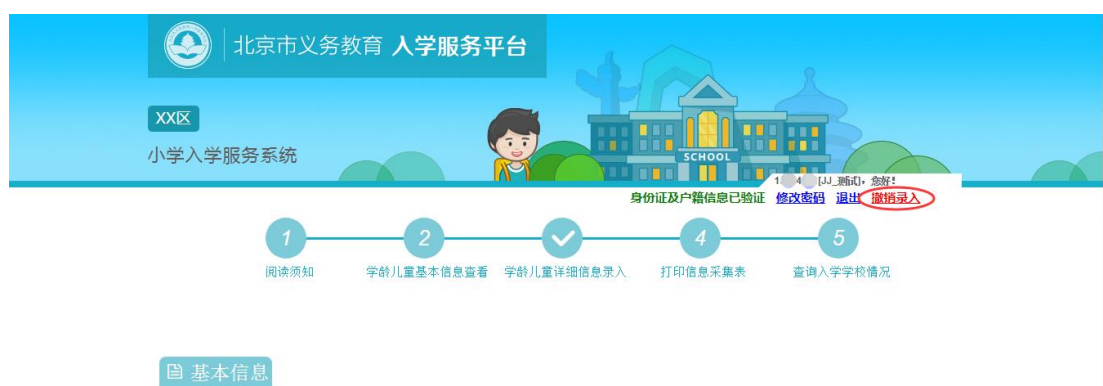 北京市义务教育 入学服务平台
XX区
小学入学服务系统
SCHOOL
1 4 [JJ_测试]，您好！
身份证及户籍信息已验证 修改密码 退出 撤销录入
1 2 4 5
阅读须知 学龄儿童基本信息查看 学龄儿童详细信息录入 打印信息采集表 查询入学学校情况
基本信息